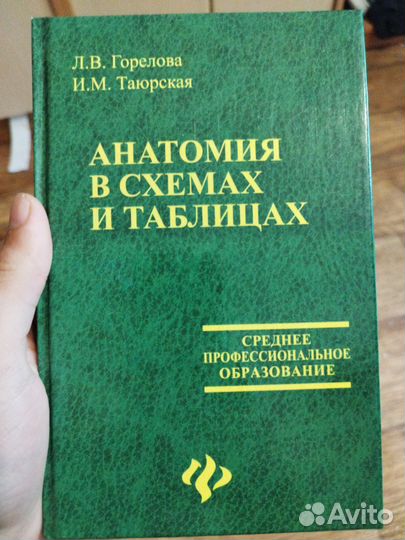 Л.В. Горелова
И.М. Таюрская
АНАТОМИЯ
В СХЕМАХ
И ТАБЛИЦАХ
СРЕДНЕЕ
ПРОФЕССИОНАЛЬНОЕ
ОБРАЗОВАНИЕ
Avito